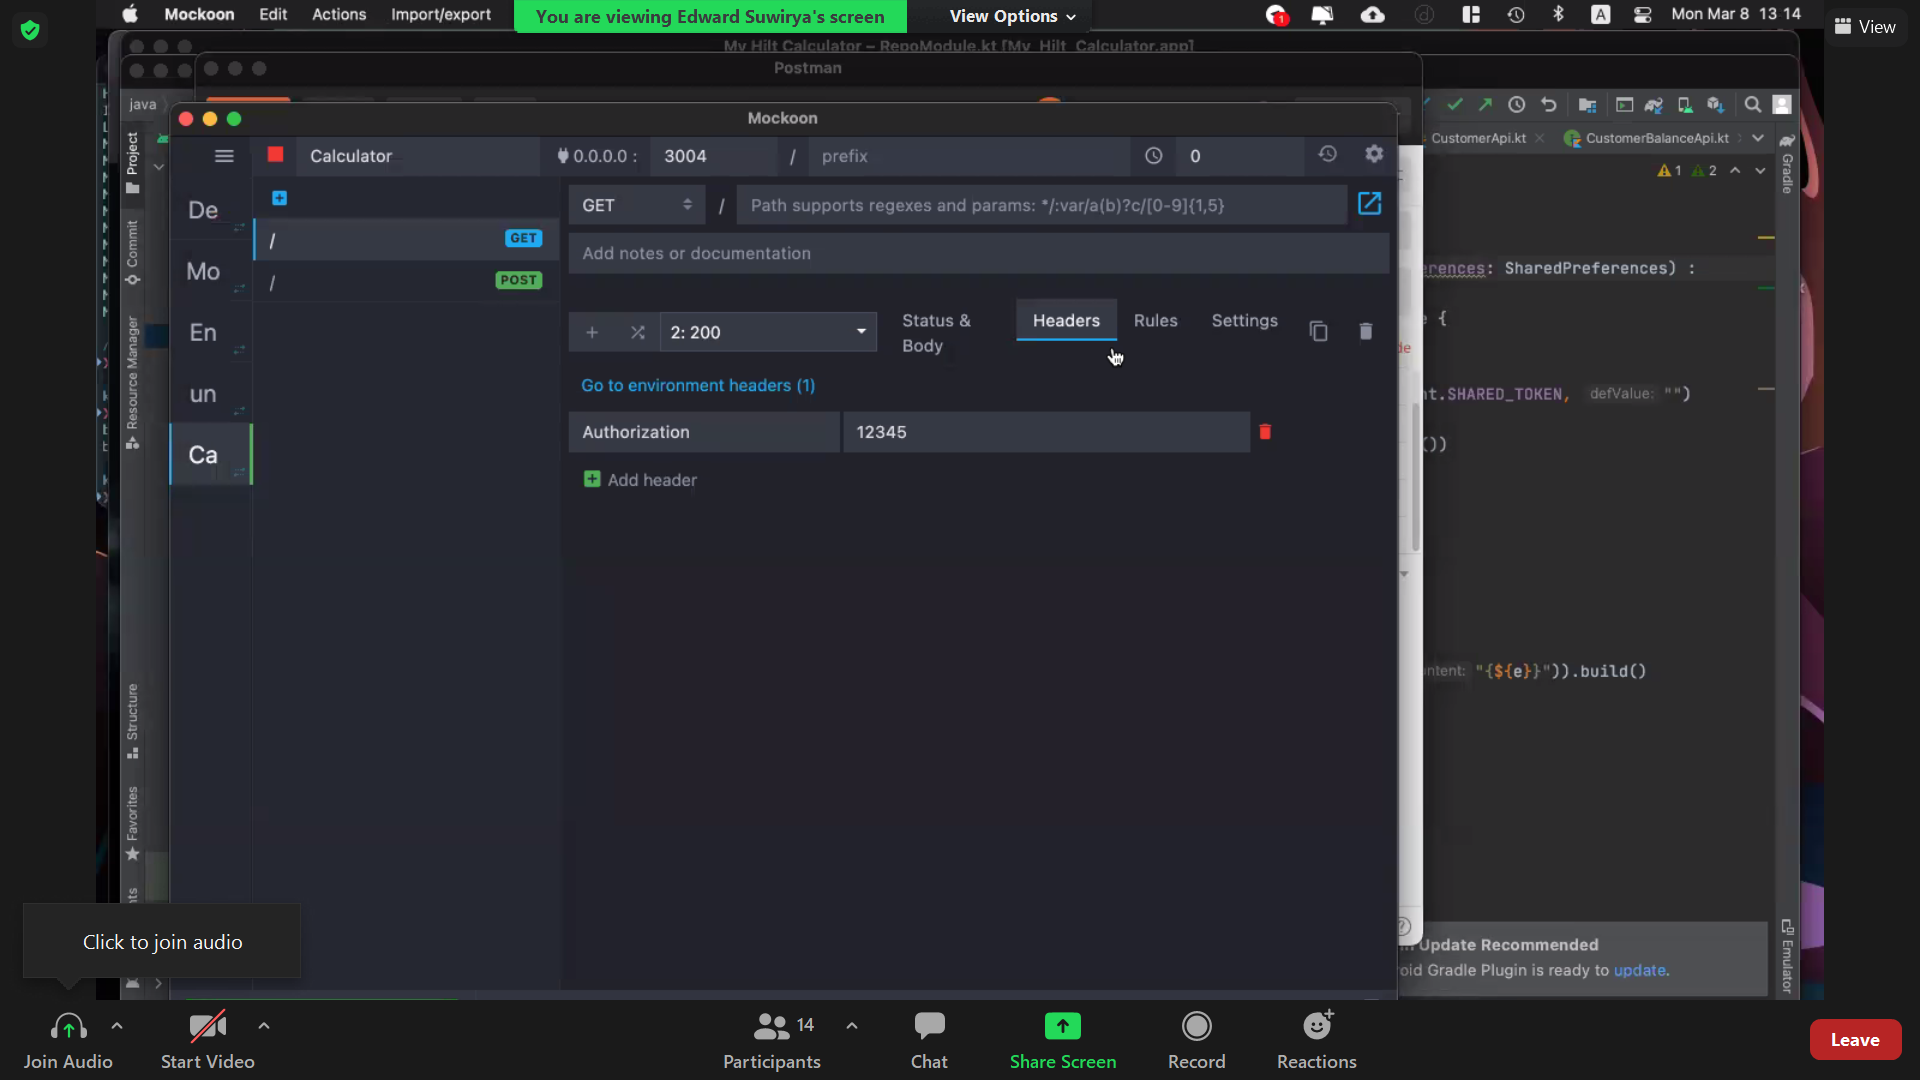 Mockoon Edit Actions Import/export
You are viewing Edward Suwirya's screen
View Options
A
Mon Mar 8 13 14
View
My Hilt Calculator – RepoModule.kt [My_Hilt_Calculator.app]
Postman
java
Mockoon
CustomerApi.kt
CustomerBalanceApi.kt
Project
Commit
Resource Manager
Structure
Favorites
Gradle
Emulator
Calculator
0.0.0.0 :
3004
/
prefix
0
1 2
De
Mo
En
un
Ca
/ GET
/ POST
GET
/
Path supports regexes and params: */:var/a(b)?c/[0-9]{1,5}
Add notes or documentation
2: 200
Status &
Body
Headers
Rules
Settings
Go to environment headers (1)
Authorization
12345
Add header
SharedPreferences) :
{
SHARED_TOKEN, defValue: "")
())
"{${e}}")).build()
Update Recommended
Gradle Plugin is ready to update.
Click to join audio
Join Audio
Start Video
14
Participants
Chat
Share Screen
Record
Reactions
Leave